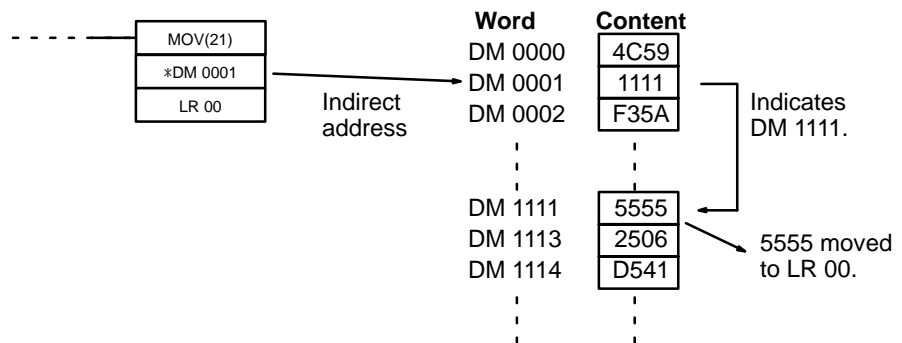 Word Content
MOV(21)
DM 0000 4C59
*DM 0001
DM 0001 1111
LR 00
Indirect
address
DM 0002 F35A
Indicates
DM 1111.
DM 1111 5555
DM 1113 2506
DM 1114 D541
5555 moved
to LR 00.